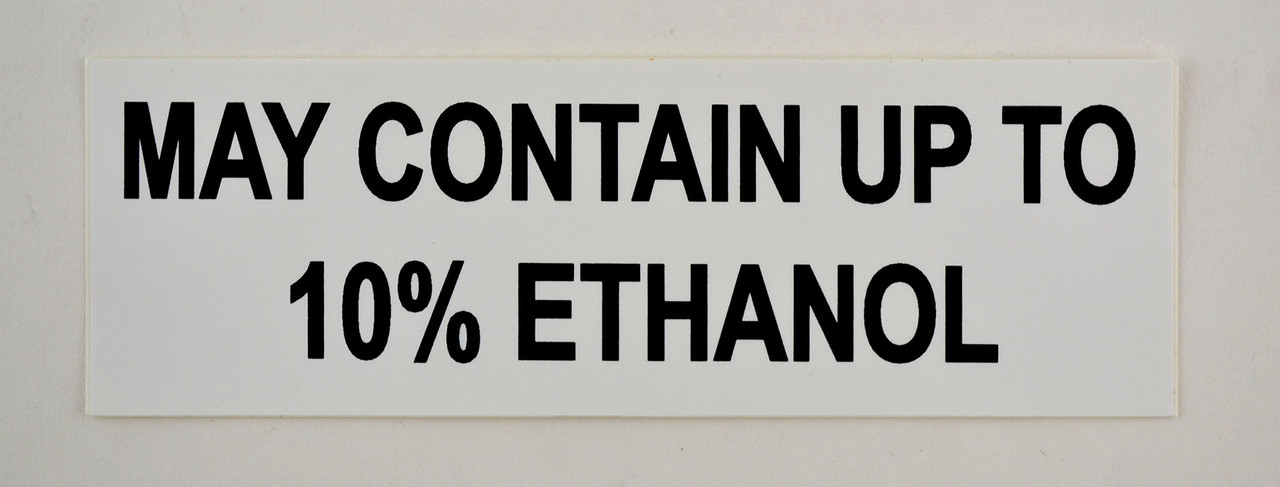 MAY CONTAIN UP TO
10% ETHANOL